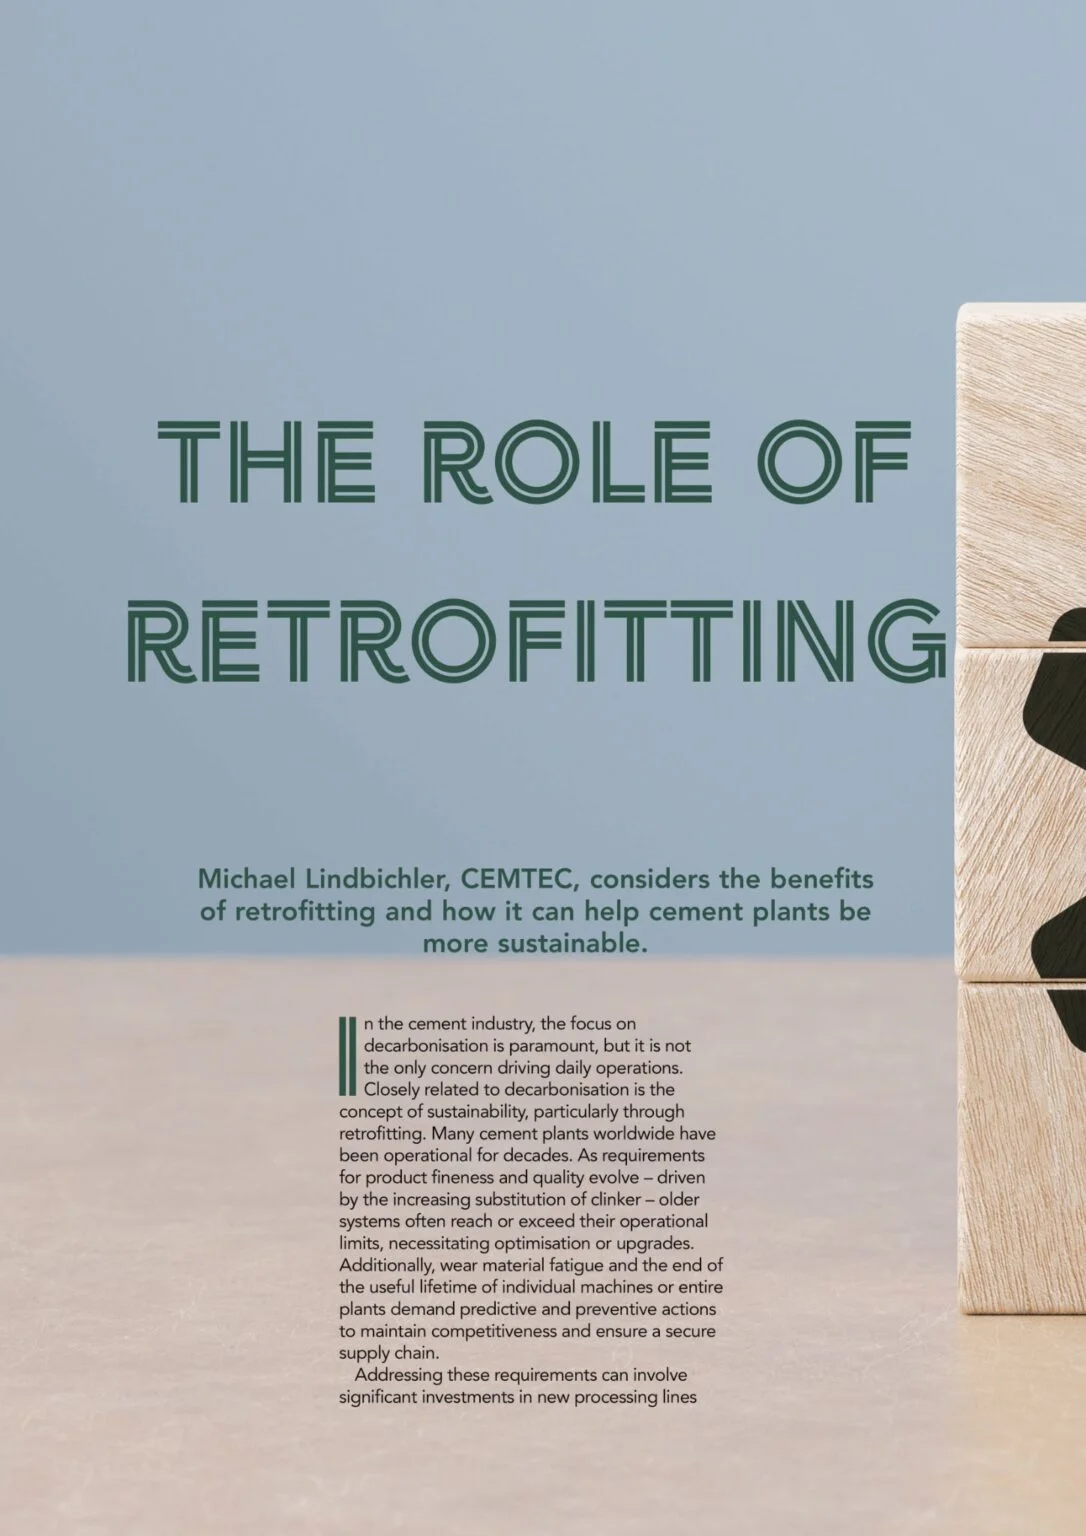 THE ROLE OF
RETROFITTING
Michael Lindbichler, CEMTEC, considers the benefits
of retrofitting and how it can help cement plants be
more sustainable.
In the cement industry, the focus on
decarbonisation is paramount, but it is not
the only concern driving daily operations.
Closely related to decarbonisation is the
concept of sustainability, particularly through
retrofitting. Many cement plants worldwide have
been operational for decades. As requirements
for product fineness and quality evolve – driven
by the increasing substitution of clinker – older
systems often reach or exceed their operational
limits, necessitating optimisation or upgrades.
Additionally, wear material fatigue and the end of
the useful lifetime of individual machines or entire
plants demand predictive and preventive actions
to maintain competitiveness and ensure a secure
supply chain.
Addressing these requirements can involve
significant investments in new processing lines